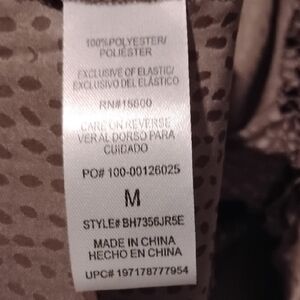 100%POLYESTER/
POLIÉSTER
EXCLUSIVE OF ELASTIC/
EXCLUSIVO DEL ELÁSTICO
RN#15600
CARE ON REVERSE
VER AL DORSO PARA
CUIDADO
PO# 100-00126025
M
STYLE# BH7356JR5E
MADE IN CHINA
HECHO EN CHINA
UPC# 197178777954